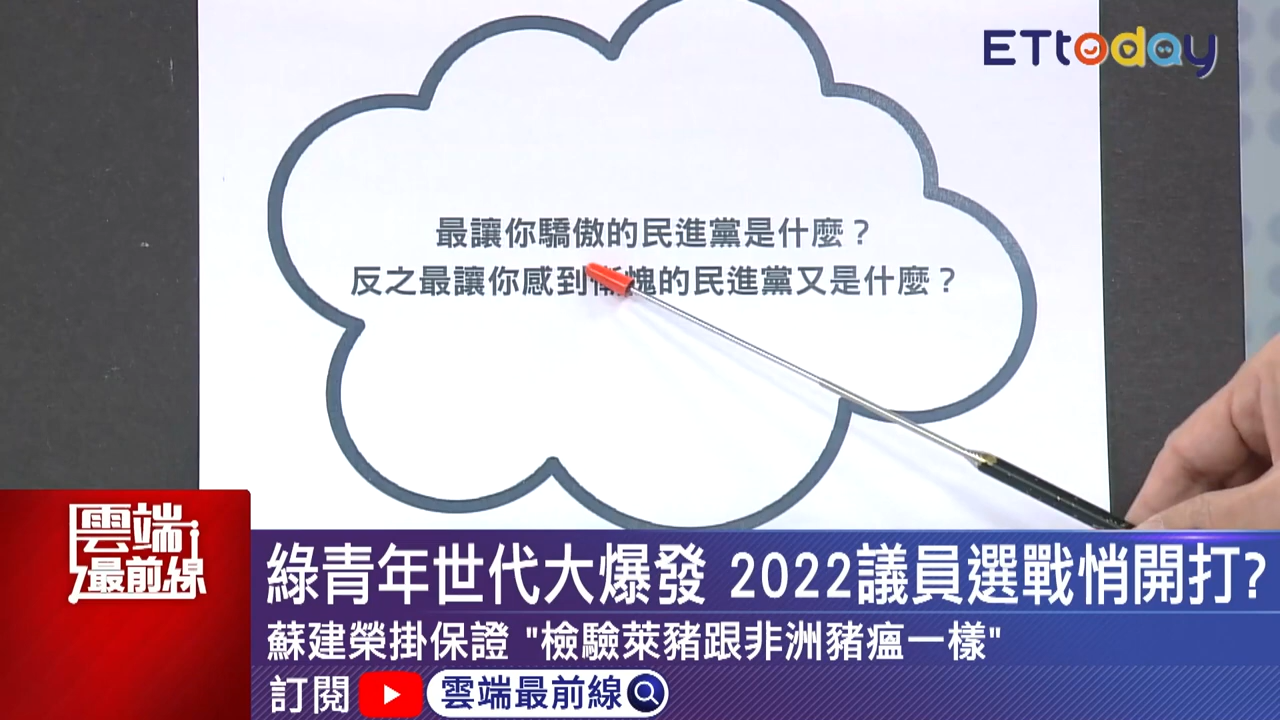 ETtoday
最讓你驕傲的民進黨是什麼？
反之最讓你感到慚愧的民進黨又是什麼？
雲端
最前線
綠青年世代大爆發 2022議員選戰悄開打?
蘇建榮掛保證 "檢驗萊豬跟非洲豬瘟一樣"
訂閱 雲端最前線